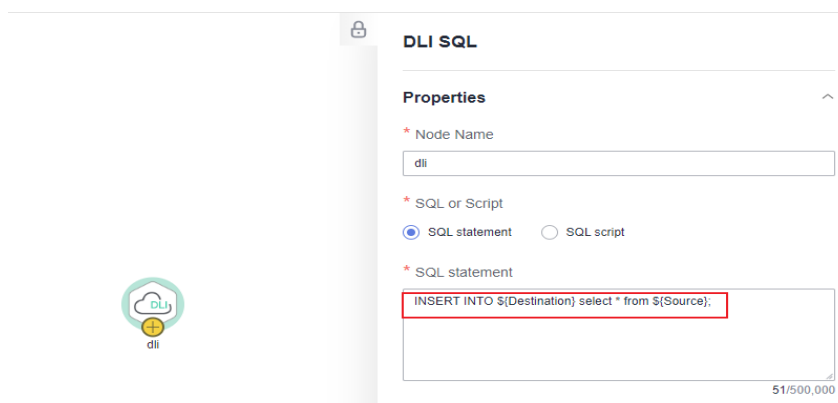 DLI SQL
Properties
* Node Name
dli
* SQL or Script
SQL statement SQL script
* SQL statement
INSERT INTO ${Destination} select * from ${Source};
51/500,000
DLI
dli